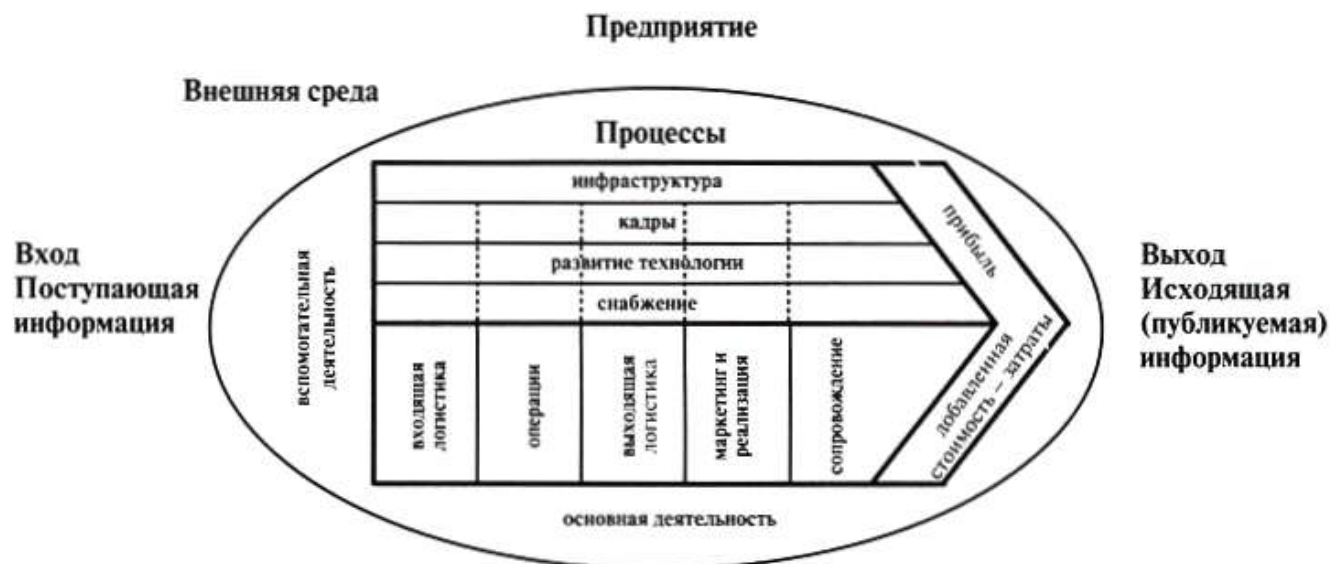 Предприятие
Внешняя среда
Процессы
инфраструктура
кадры
развитие технологии
снабжение
Вход
Поступающая
информация
вспомогательная
деятельность
входящая
логистика
операции
выходящая
логистика
маркетинг и
реализация
сопровождение
прибыль
добавленная
стоимость – затраты
Выход
Исходящая
(публикуемая)
информация
основная деятельность